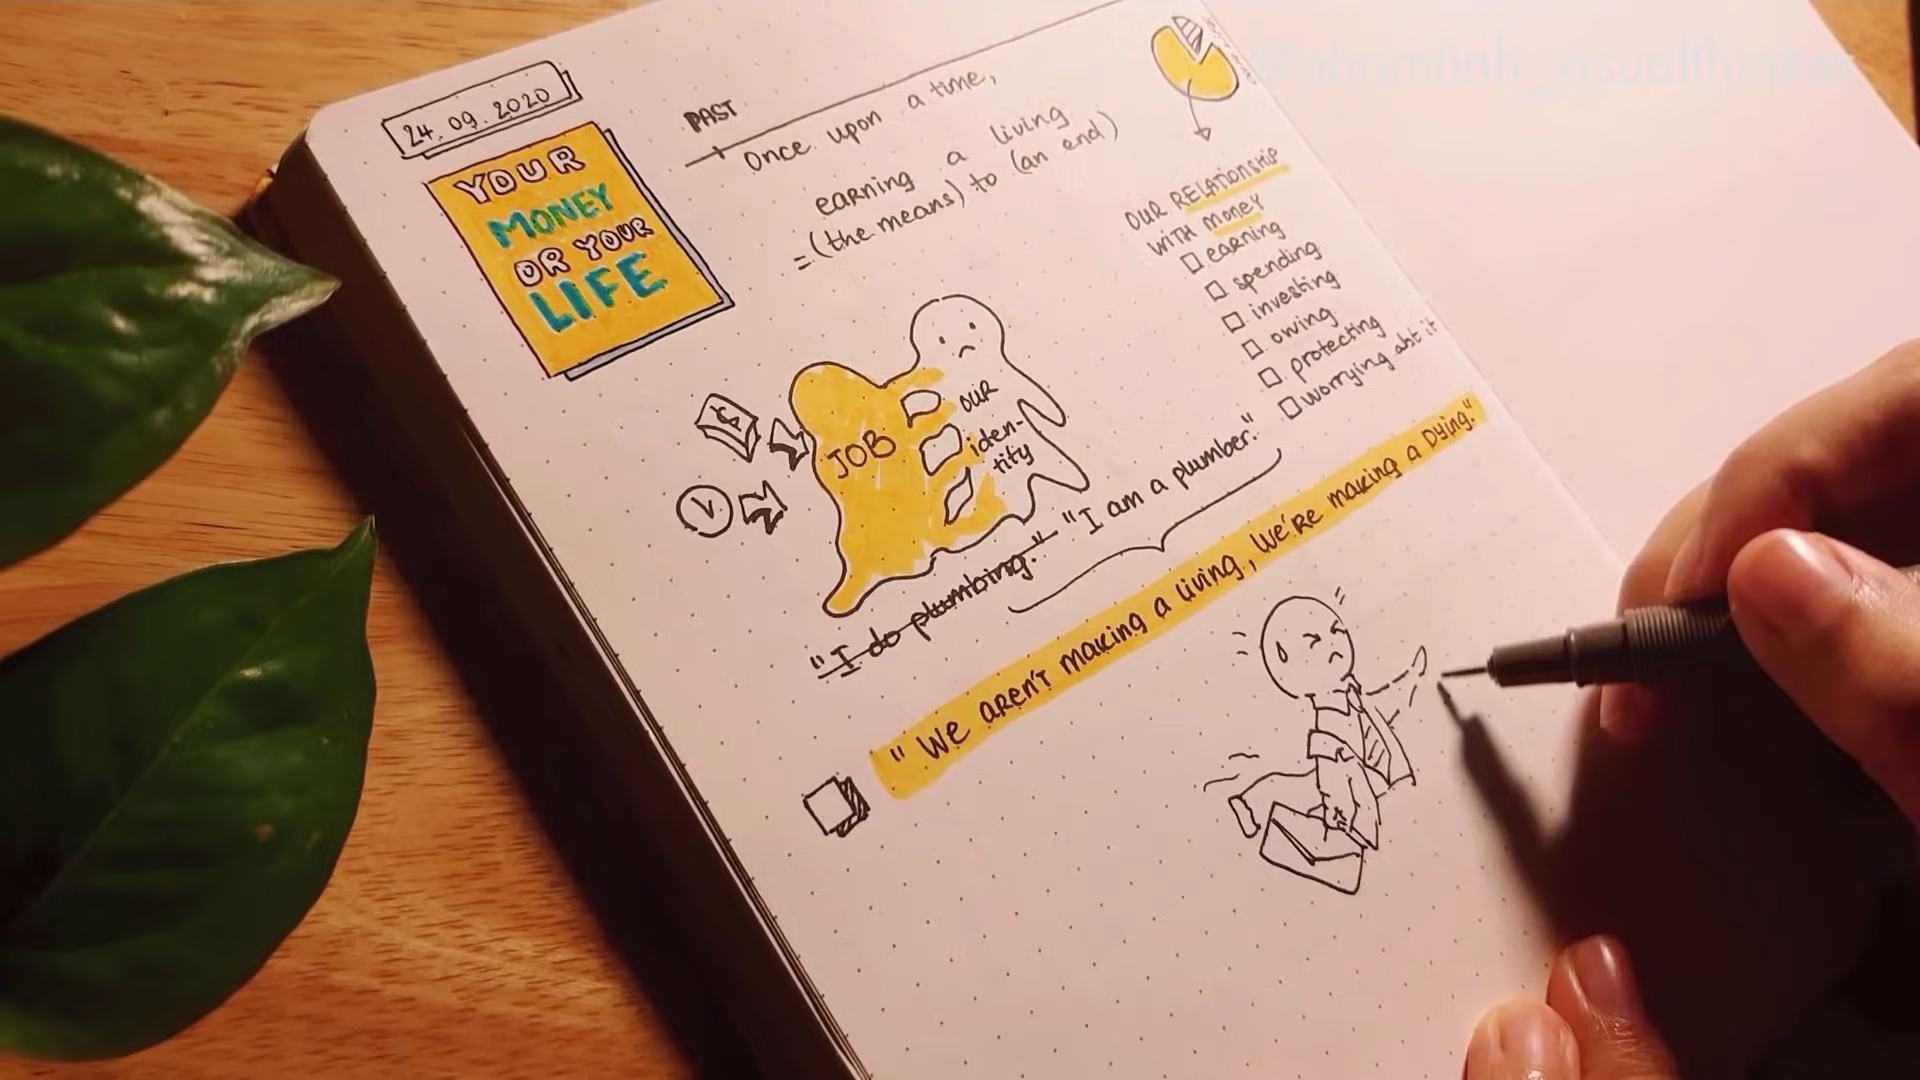 24.09.2020
YOUR
MONEY
OR YOUR
LIFE
PAST
Once upon a time,
earning a living
=(the means) to (an end)
OUR RELATIONSHIP
WITH money
earning
spending
investing
owing
protecting
worrying abt it
$
JOB
OUR
iden-
tity
"I do plumbing." "I am a plumber."
"We aren't making a living, we're making a Dying."